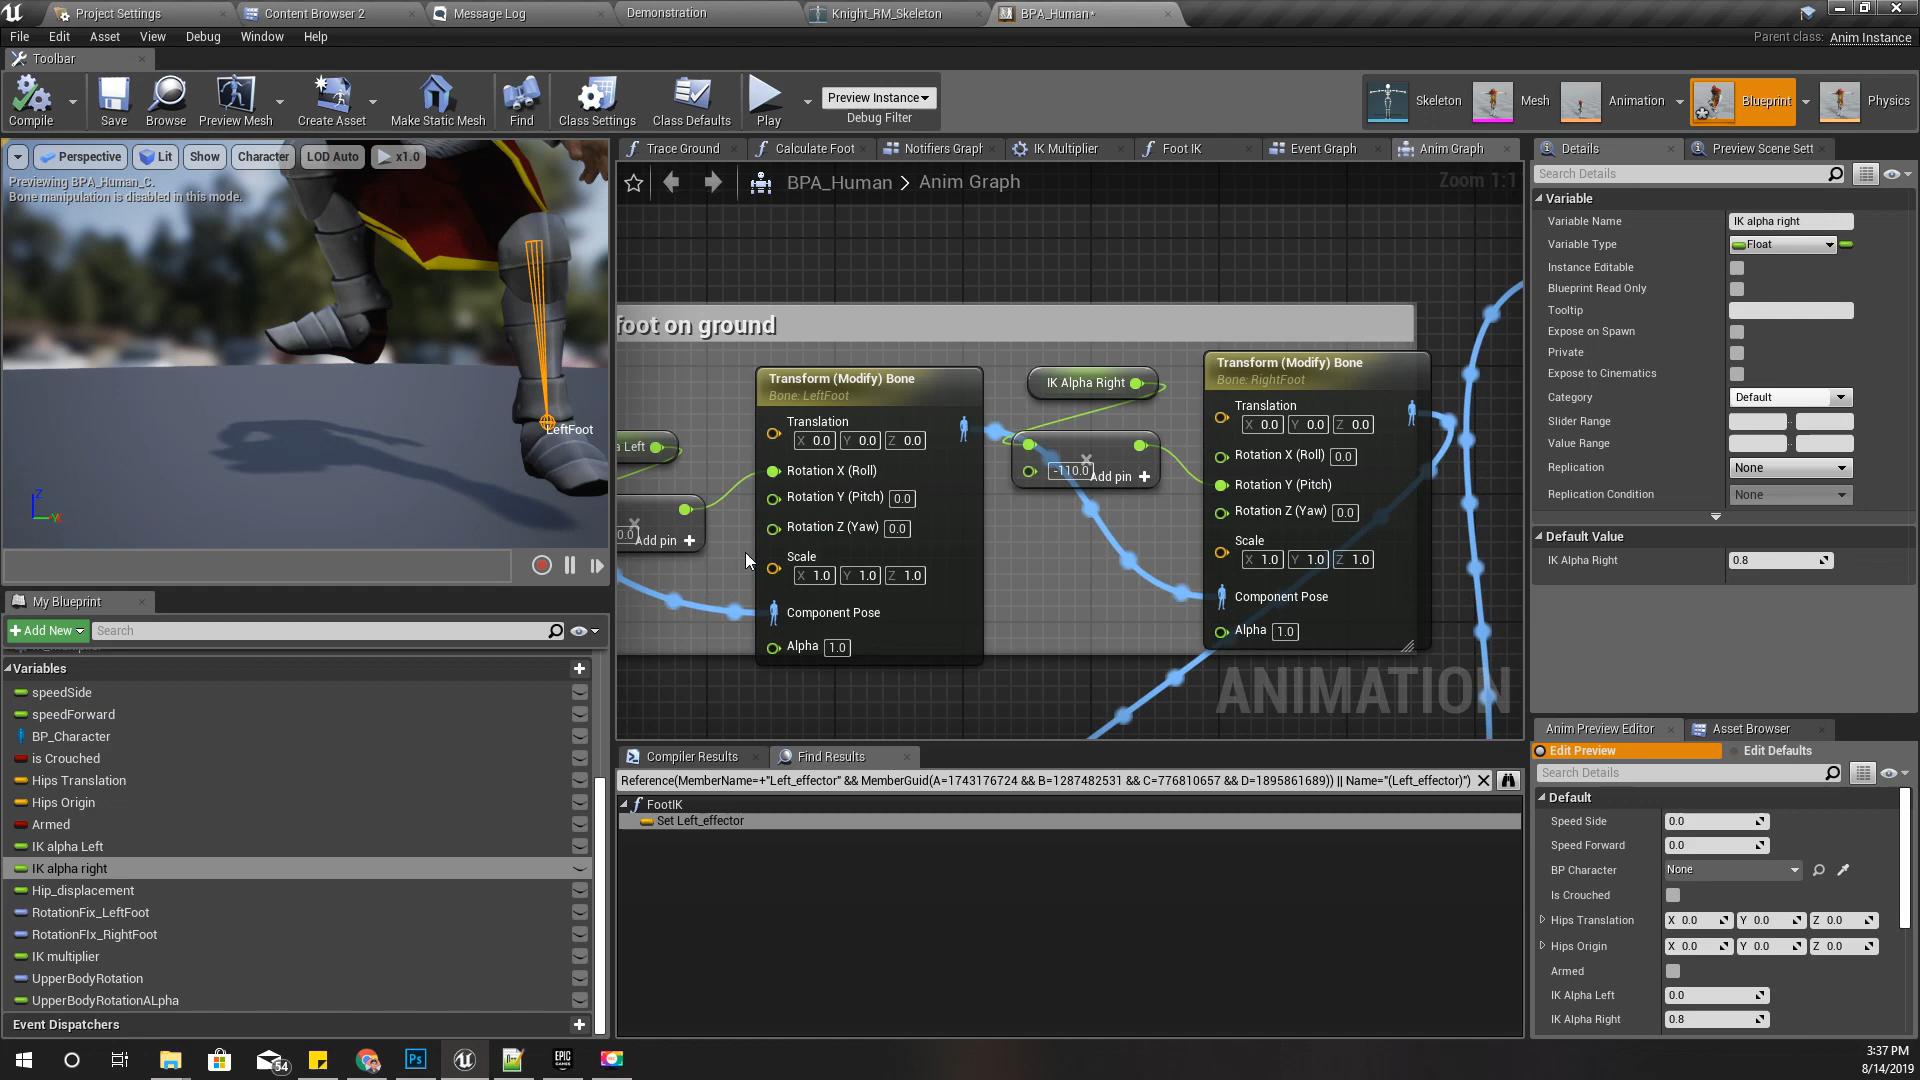 Project Settings
Content Browser 2
Message Log
Demonstration
Knight_RM_Skeleton
BPA_Human*
File Edit Asset View Debug Window Help
Parent class: Anim Instance
Toolbar
Compile
Save
Browse
Preview Mesh
Create Asset
Make Static Mesh
Find
Class Settings
Class Defaults
Play
Preview Instance
Debug Filter
Skeleton
Mesh
Animation
Blueprint
Physics
Perspective
Lit
Show
Character
LOD Auto
x1.0
Previewing BPA_Human_C.
Bone manipulation is disabled in this mode.
LeftFoot
Z
Trace Ground
Calculate Foot
Notifiers Graph
IK Multiplier
Foot IK
Event Graph
Anim Graph
BPA_Human > Anim Graph
Zoom 1:1
foot on ground
a Left
0.0
Add pin
Transform (Modify) Bone
Bone: LeftFoot
Translation
X 0.0 Y 0.0 Z 0.0
Rotation X (Roll)
Rotation Y (Pitch) 0.0
Rotation Z (Yaw) 0.0
Scale
X 1.0 Y 1.0 Z 1.0
Component Pose
Alpha 1.0
IK Alpha Right
-110.0
Add pin
Transform (Modify) Bone
Bone: RightFoot
Translation
X 0.0 Y 0.0 Z 0.0
Rotation X (Roll) 0.0
Rotation Y (Pitch)
Rotation Z (Yaw) 0.0
Scale
X 1.0 Y 1.0 Z 1.0
Component Pose
Alpha 1.0
ANIMATION
My Blueprint
Add New
Search
Variables
speedSide
speedForward
BP_Character
is Crouched
Hips Translation
Hips Origin
Armed
IK alpha Left
IK alpha right
Hip_displacement
RotationFix_LeftFoot
RotationFIx_RightFoot
IK multiplier
UpperBodyRotation
UpperBodyRotationALpha
Event Dispatchers
Compiler Results
Find Results
Reference(MemberName=+"Left_effector" && MemberGuid(A=1743176724 && B=1287482531 && C=776810657 && D=1895861689)) || Name="(Left_effector)")
FootIK
Set Left_effector
Details
Preview Scene Sett
Search Details
Variable
Variable Name IK alpha right
Variable Type Float
Instance Editable
Blueprint Read Only
Tooltip
Expose on Spawn
Private
Expose to Cinematics
Category Default
Slider Range
Value Range
Replication None
Replication Condition None
Default Value
IK Alpha Right 0.8
Anim Preview Editor
Asset Browser
Edit Preview
Edit Defaults
Search Details
Default
Speed Side 0.0
Speed Forward 0.0
BP Character None
Is Crouched
Hips Translation X 0.0 Y 0.0 Z 0.0
Hips Origin X 0.0 Y 0.0 Z 0.0
Armed
IK Alpha Left 0.0
IK Alpha Right 0.8
54
Ps
EPIC GAMES
3:37 PM
8/14/2019